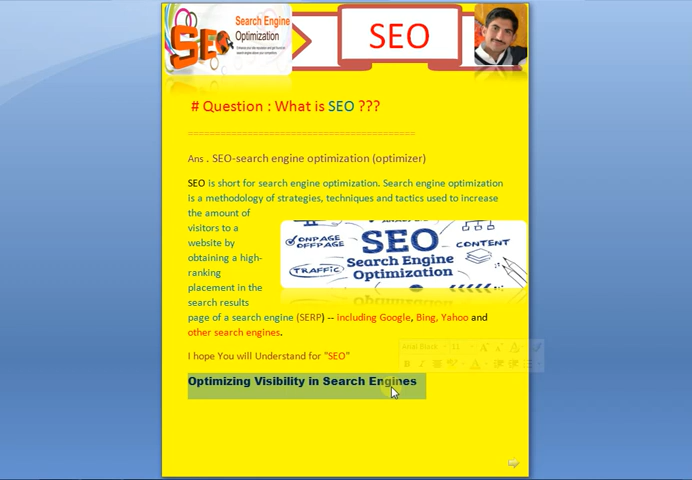 SEO
Search Engine
Optimization
SEO
# Question : What is SEO ???
==========================================
Ans . SEO-search engine optimization (optimizer)
SEO is short for search engine optimization. Search engine optimization
is a methodology of strategies, techniques and tactics used to increase
the amount of
visitors to a
website by
obtaining a high-
ranking
placement in the
search results
page of a search engine (SERP) -- including Google, Bing, Yahoo and
other search engines.
ONPAGE
OFFPAGE
TRAFFIC
SEO
Search Engine
Optimization
CONTENT
I hope You will Understand for "SEO"
Arial Black 11
Optimizing Visibility in Search Engines